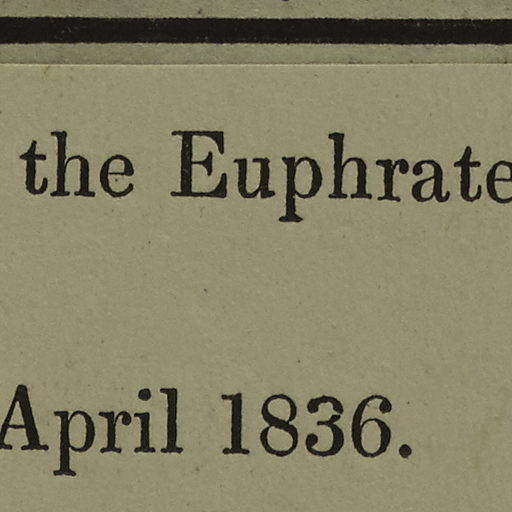 the Euphrate
April 1836.